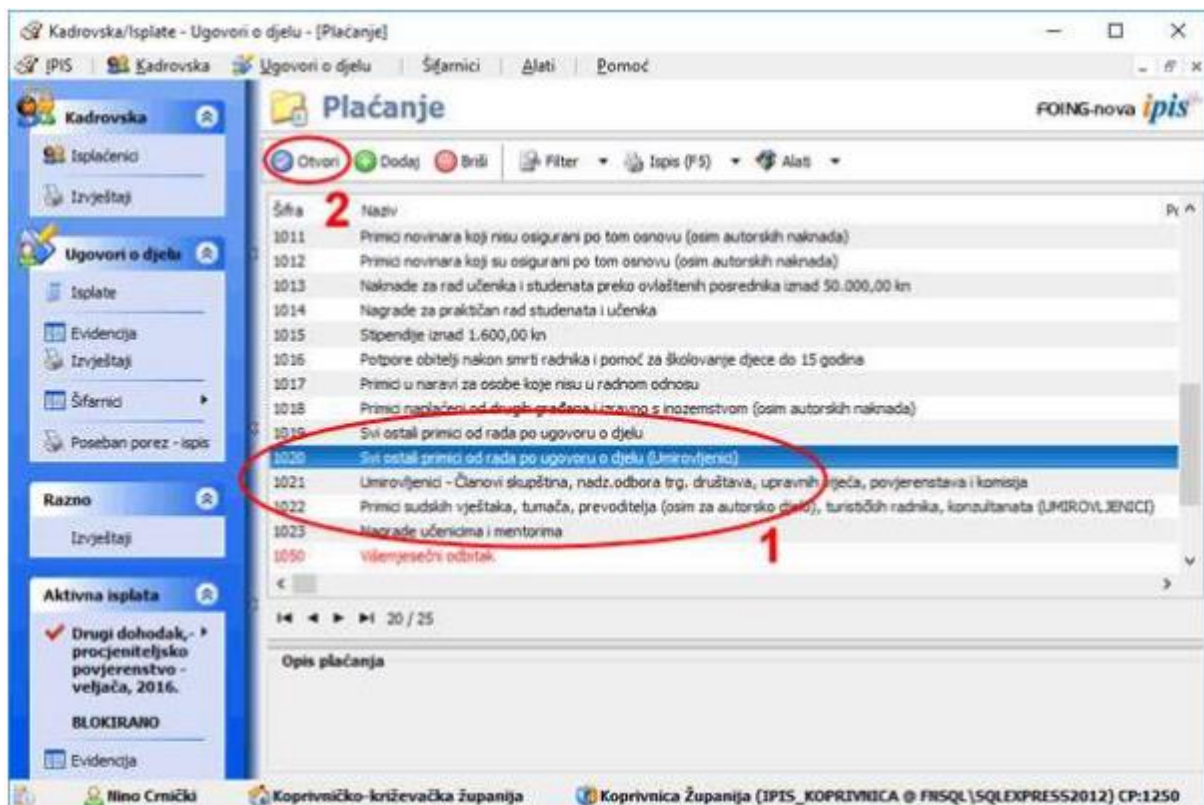 Kadrovska/Isplate - Ugovori o djelu - [Plaćanje]
IPIS Kadrovska Ugovori o djelu Šifarnici Alati Pomoć
Kadrovska
Isplaćenici
Izvještaji
Ugovori o djelu
Isplate
Evidencija
Izvještaji
Šifarnici
Poseban porez - ispis
Razno
Izvještaji
Aktivna isplata
Drugi dohodak,-
procjeniteljsko
povjerenstvo -
veljača, 2016.
BLOKIRANO
Evidencija
Plaćanje
FOING-nova ipis
Otvori Dodaj Briši Filter Ispis (F5) Alati
2
Šifra Naziv
1011 Primici novinara koji nisu osigurani po tom osnovu (osim autorskih naknada)
1012 Primici novinara koji su osigurani po tom osnovu (osim autorskih naknada)
1013 Naknade za rad učenika i studenata preko ovlaštenih posrednika iznad 50.000,00 kn
1014 Nagrade za praktičan rad studenata i učenika
1015 Stipendije iznad 1.600,00 kn
1016 Potpore obitelji nakon smrti radnika i pomoć za školovanje djece do 15 godina
1017 Primici u naravi za osobe koje nisu u radnom odnosu
1018 Primici naplaćeni od drugih građana i izravno s inozemstvom (osim autorskih naknada)
1019 Svi ostali primici od rada po ugovoru o djelu
1020 Svi ostali primici od rada po ugovoru o djelu (Umirovljenici)
1021 Umirovljenici - Članovi skupština, nadz.odbora trg. društava, upravnih vijeća, povjerenstava i komisija
1022 Primici sudskih vještaka, tumača, prevoditelja (osim za autorsko djelo), turističkih radnika, konzultanata (UMIROVLJENICI)
1023 Nagrade učenicima i mentorima
1050 Višemjesečni odbitak
1
20 / 25
Opis plaćanja
Nino Crnički Koprivničko-križevačka županija Koprivnica Županija (IPIS_KOPRIVNICA @ FNSQL\SQLEXPRESS2012) CP:1250